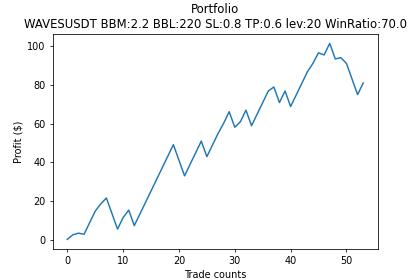 Portfolio
WAVESUSDT BBM:2.2 BBL:220 SL:0.8 TP:0.6 lev:20 WinRatio:70.0
100
80
60
40
20
0
Profit ($)
0 10 20 30 40 50
Trade counts